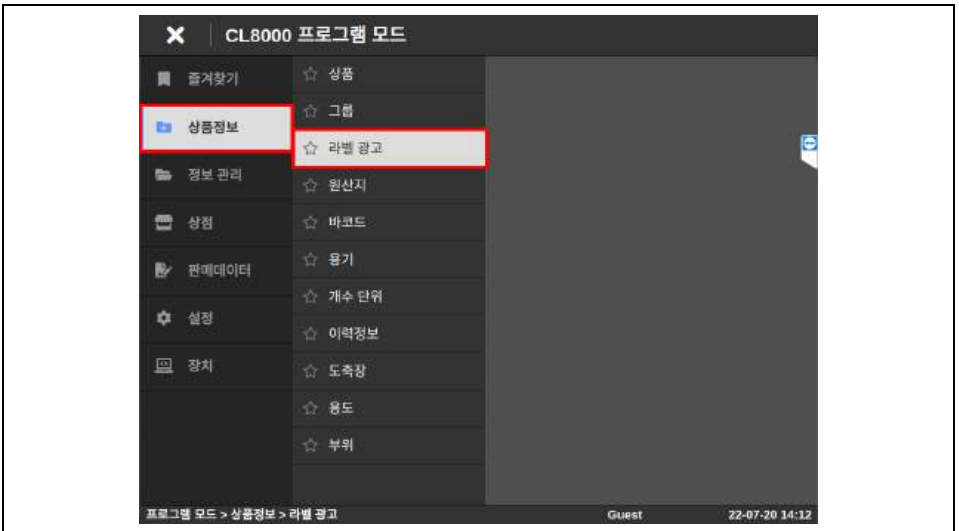 CL8000 프로그램 모드
즐겨찾기
상품정보
정보 관리
상점
판매데이터
설정
장치
상품
그룹
라벨 광고
원산지
바코드
용기
개수 단위
이력정보
도축장
용도
부위
프로그램 모드 > 상품정보 > 라벨 광고
Guest
22-07-20 14:12